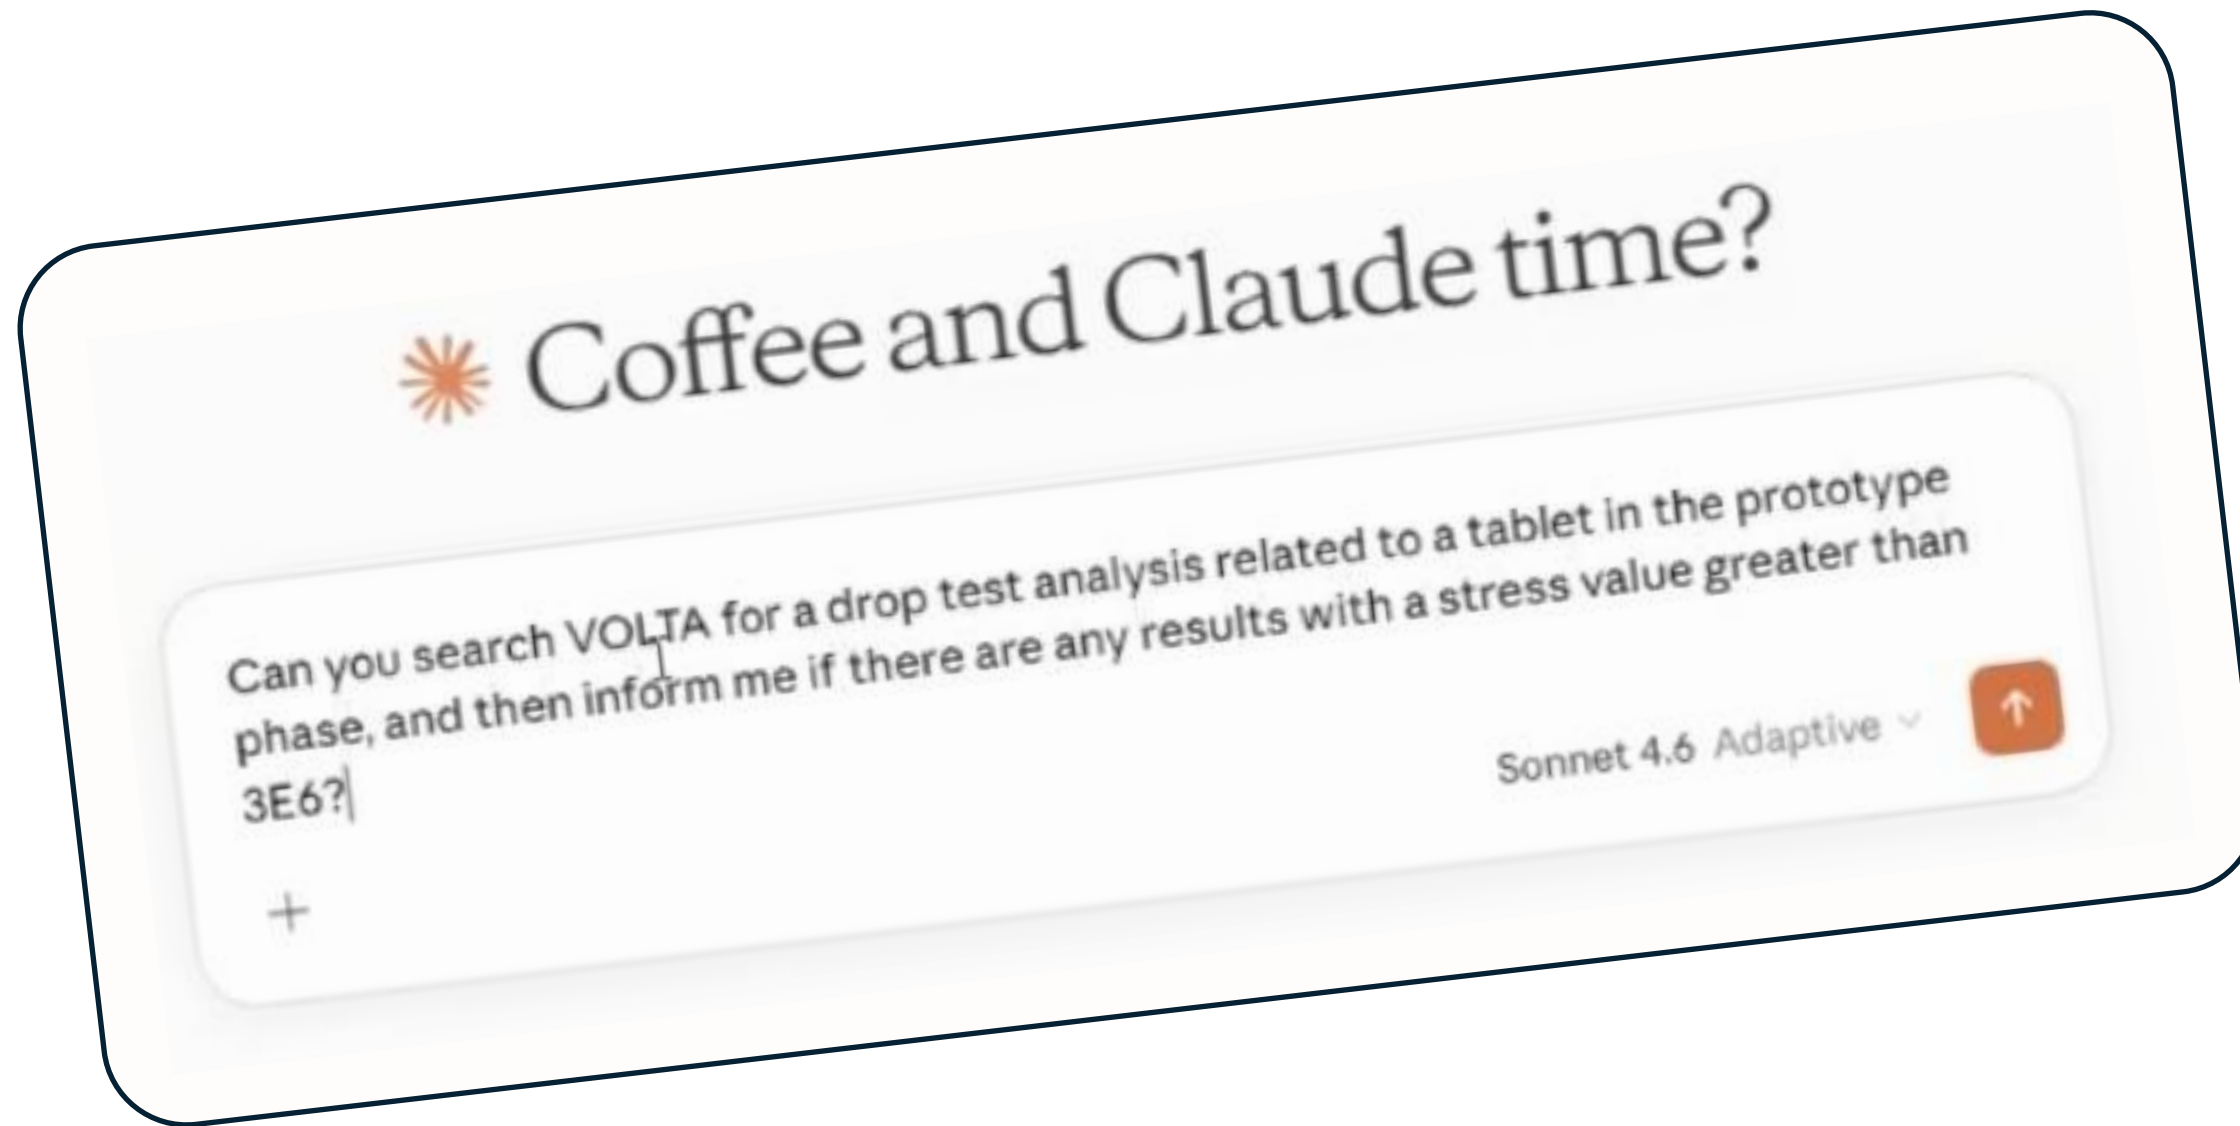 Coffee and Claude time?
Can you search VOLTA for a drop test analysis related to a tablet in the prototype
phase, and then inform me if there are any results with a stress value greater than
3E6?
Sonnet 4.6 Adaptive